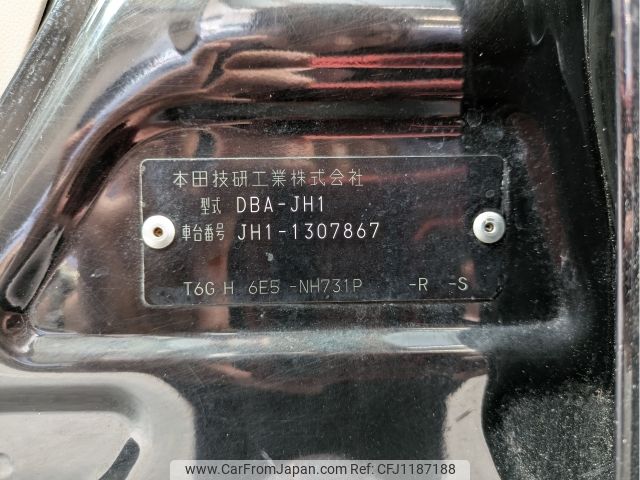 本田技研工業株式会社
型式 DBA-JH1
車台番号 JH1-1307867
T6G H 6E5 -NH731P -R -S
www.CarFromJapan.com | Ref. CFJ1187188